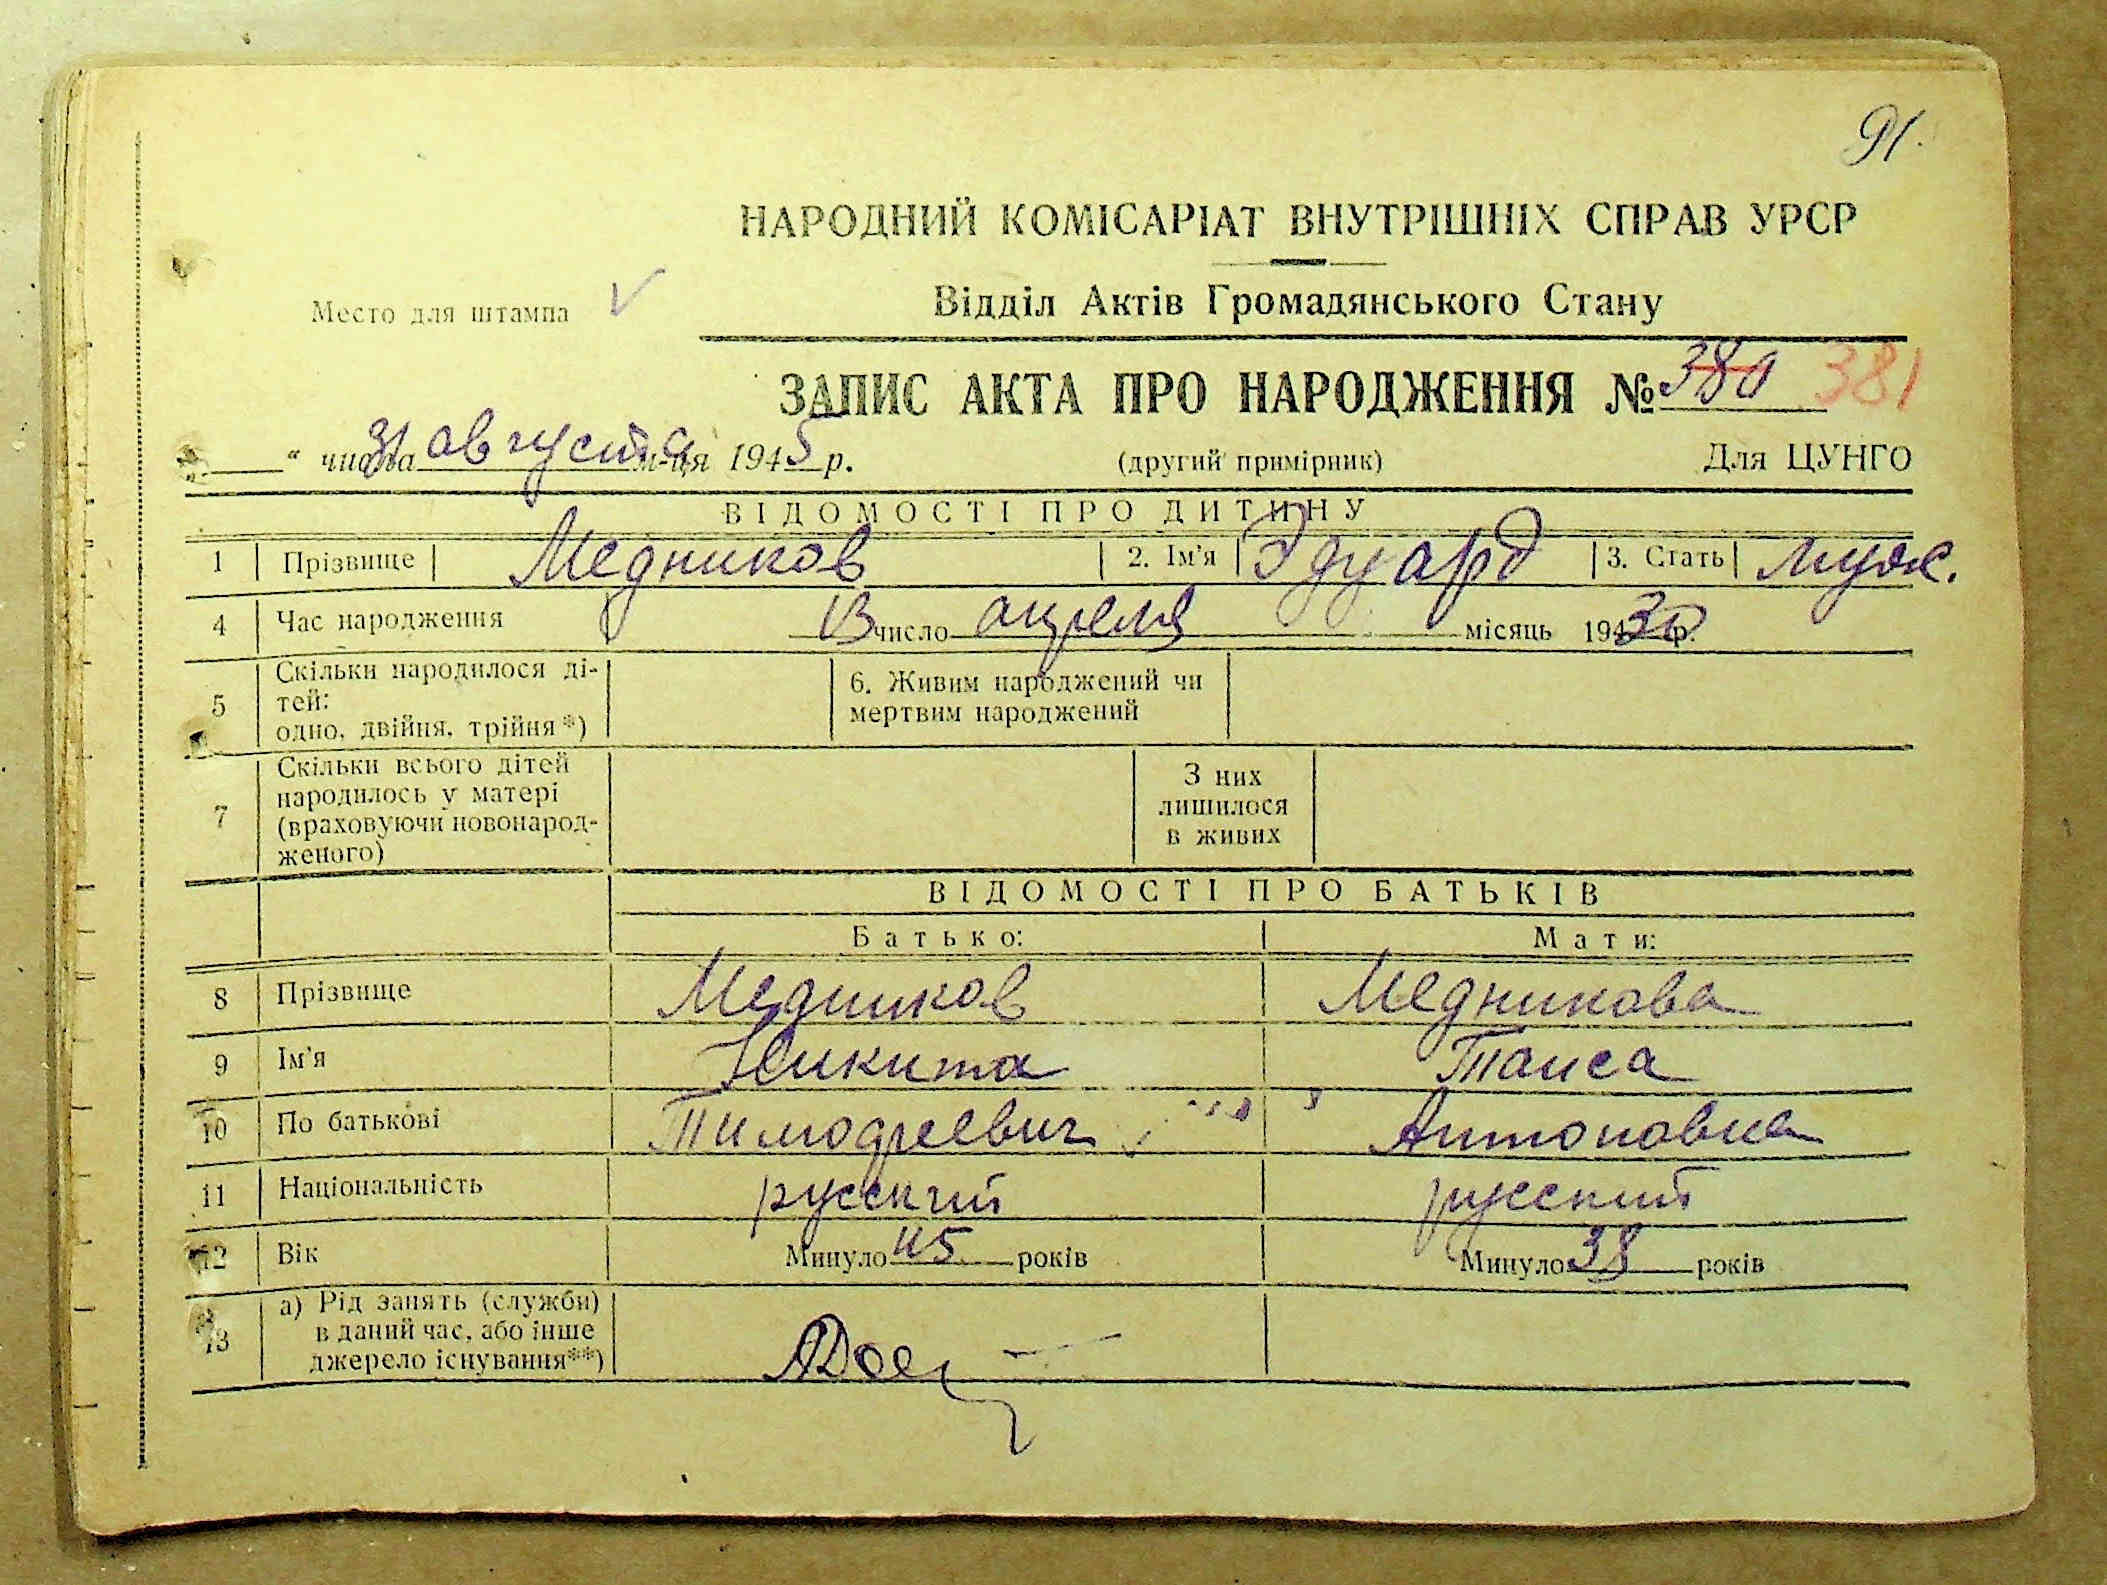 91.
НАРОДНИЙ КОМІСАРІАТ ВНУТРІШНІХ СПРАВ УРСР
Место для штампа
Відділ Актів Громадянського Стану
ЗАПИС АКТА ПРО НАРОДЖЕННЯ № 380 381
" числа 31 августа м-ця 1945 р. (другий примірник) Для ЦУНГО
ВІДОМОСТІ ПРО ДИТИНУ
1 Прізвище Медников 2. Ім'я Эдуард 3. Стать муж.
4 Час народження 13 число апреля місяць 1930 р.
5 Скільки народилося ді-
тей:
одно, двійня, трійня*)
6. Живим народжений чи
мертвим народжений
7 Скільки всього дітей
народилось у матері
(враховуючи новонарод-
женого)
З них
лишилося
в живих
ВІДОМОСТІ ПРО БАТЬКІВ
Батько: Мати:
8 Прізвище Медников Медникова
9 Ім'я Никита Таиса
10 По батькові Тимофеевич Антоновна
11 Національність русский русский
12 Вік Минуло 45 років Минуло 38 років
13 а) Рід занять (служби)
в даний час, або інше
джерело існування**)